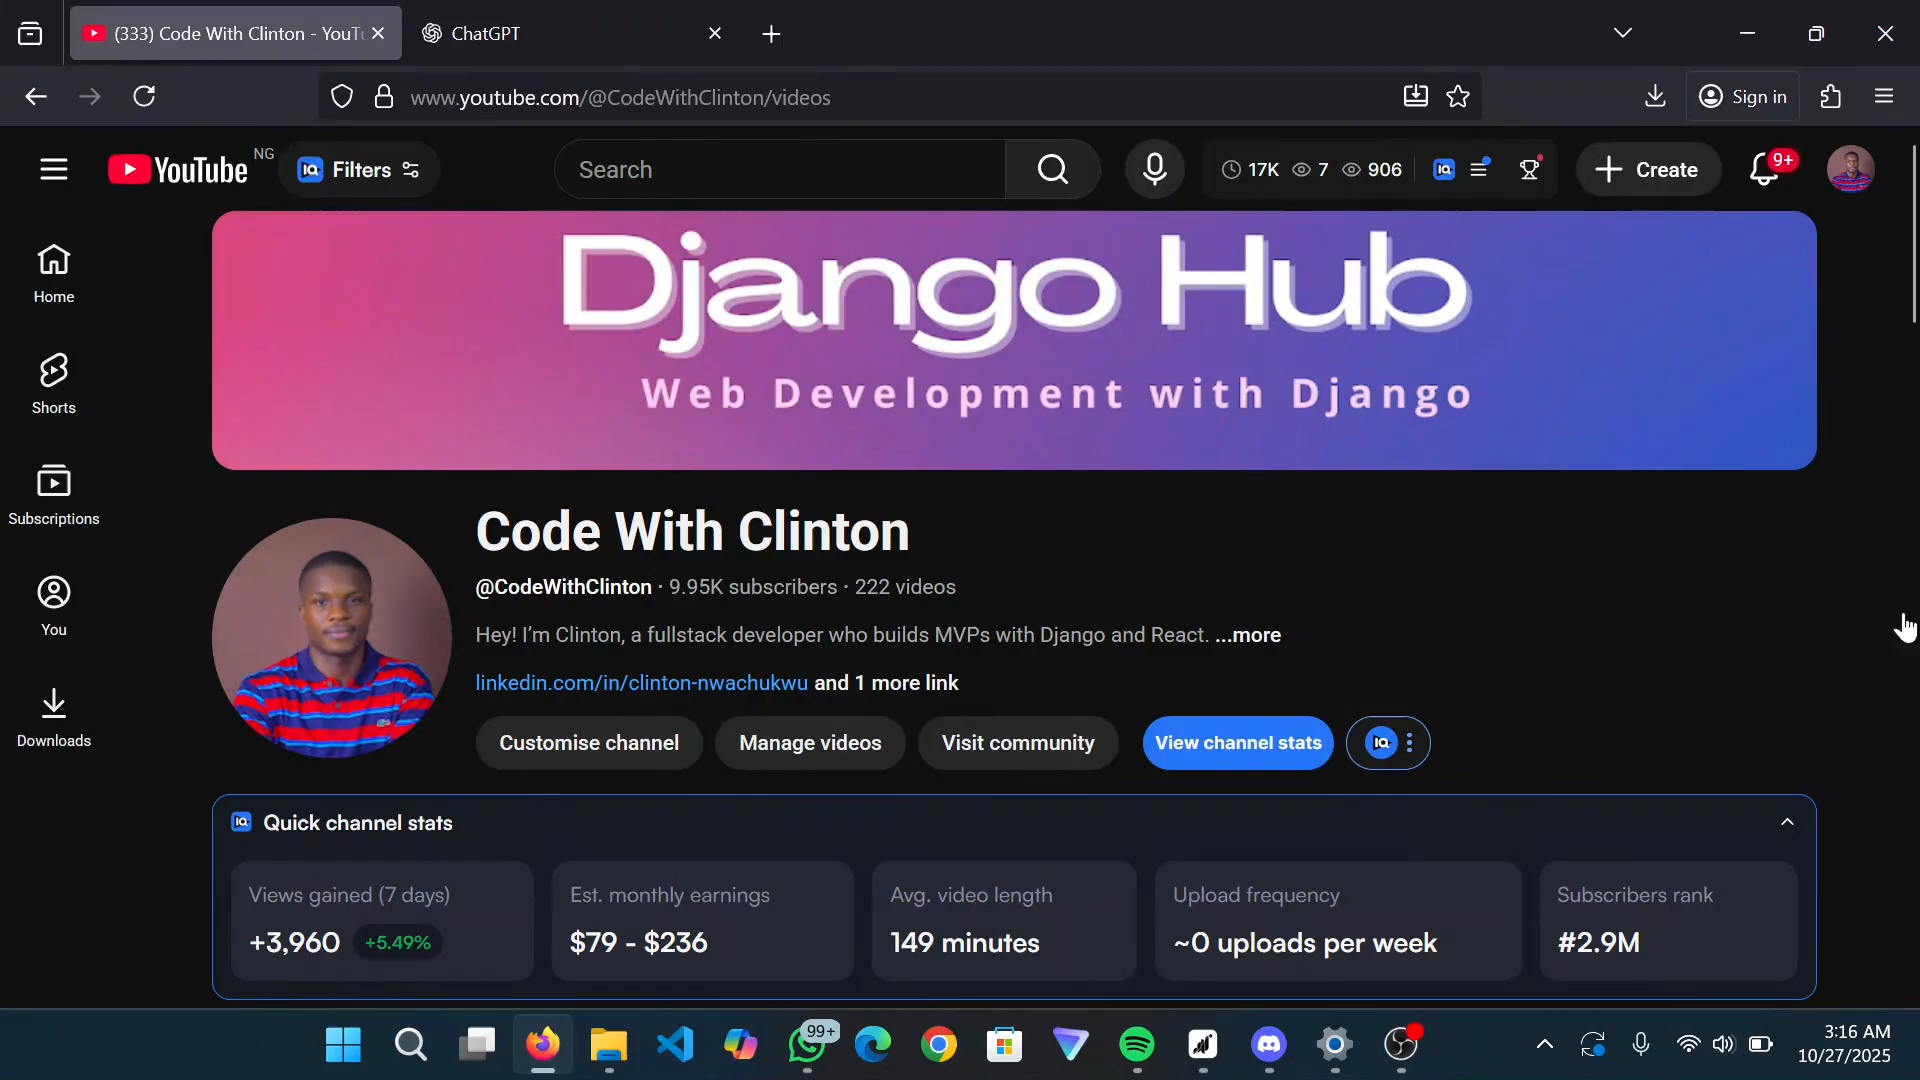 (333) Code With Clinton - YouTu
ChatGPT
www.youtube.com/@CodeWithClinton/videos
Sign in
YouTube NG
IQ Filters
Search
17K 7 906
IQ
Create
9+
Django Hub
Web Development with Django
Home
Shorts
Subscriptions
You
Downloads
Code With Clinton
@CodeWithClinton · 9.95K subscribers · 222 videos
Hey! I'm Clinton, a fullstack developer who builds MVPs with Django and React. ...more
linkedin.com/in/clinton-nwachukwu and 1 more link
Customise channel
Manage videos
Visit community
View channel stats
IQ
IQ Quick channel stats
Views gained (7 days)
+3,960 +5.49%
Est. monthly earnings
$79 - $236
Avg. video length
149 minutes
Upload frequency
~0 uploads per week
Subscribers rank
#2.9M
99+
3:16 AM
10/27/2025